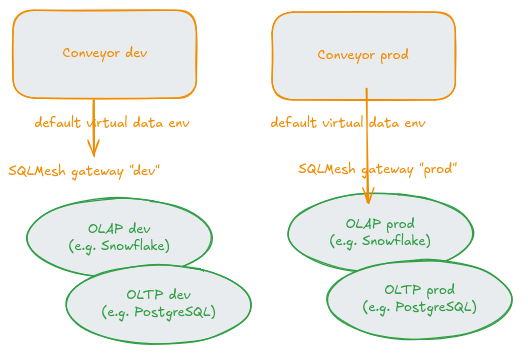 Conveyor dev
Conveyor prod
default virtual data env
default virtual data env
SQLMesh gateway "dev"
SQLMesh gateway "prod"
OLAP dev
(e.g. Snowflake)
OLAP prod
(e.g. Snowflake)
OLTP dev
(e.g. PostgreSQL)
OLTP prod
(e.g. PostgreSQL)